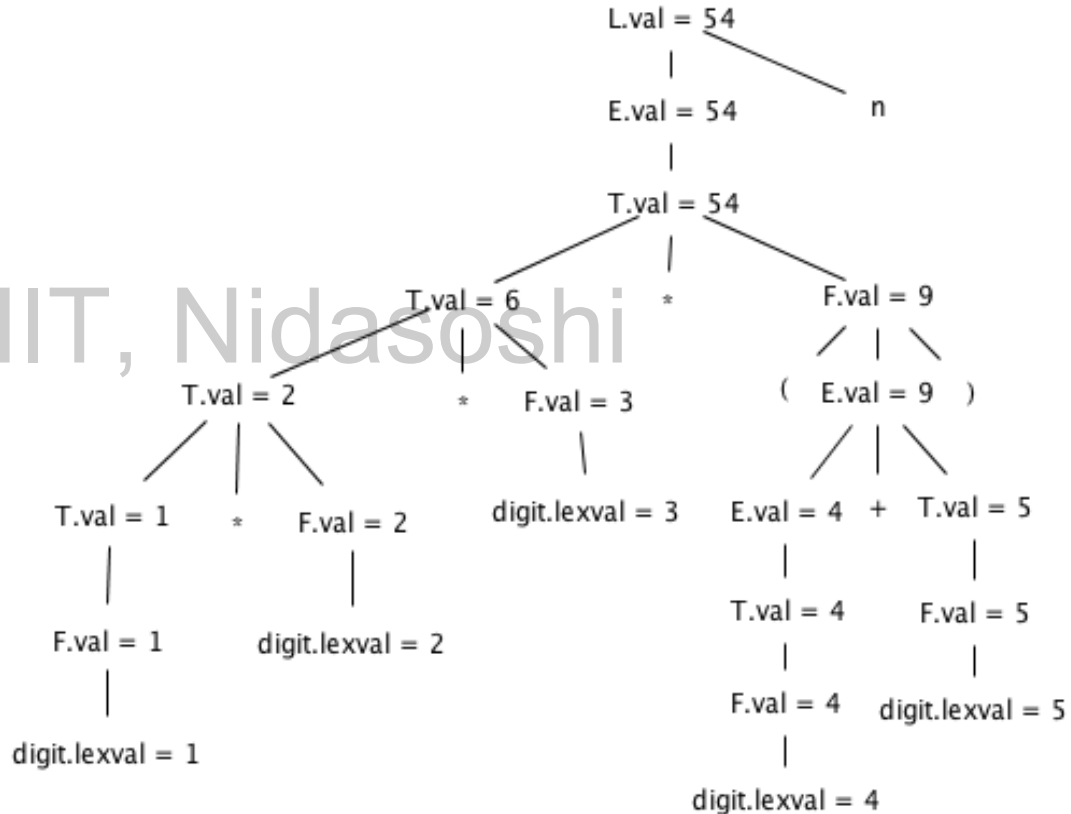 L.val = 54
E.val = 54
n
T.val = 54
T.val = 6
*
F.val = 9
IIT, Nidasoshi
T.val = 2
*
F.val = 3
( E.val = 9 )
T.val = 1
*
F.val = 2
digit.lexval = 3
E.val = 4 + T.val = 5
F.val = 1
digit.lexval = 2
T.val = 4
F.val = 5
F.val = 4
digit.lexval = 5
digit.lexval = 1
digit.lexval = 4